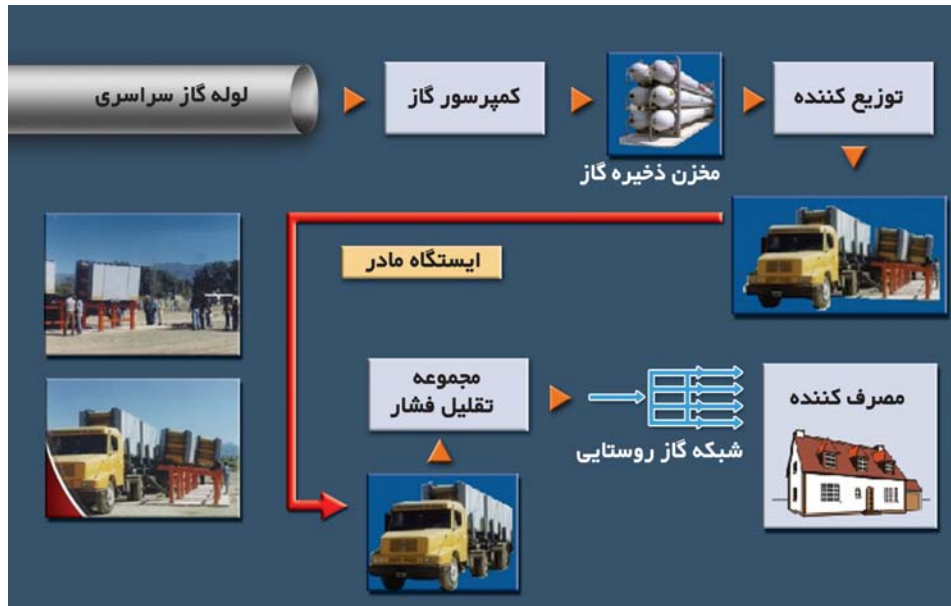 لوله گاز سراسری
کمپرسور گاز
مخزن ذخیره گاز
توزیع کننده
ایستگاه مادر
مجموعه
تقلیل فشار
شبکه گاز روستایی
مصرف کننده